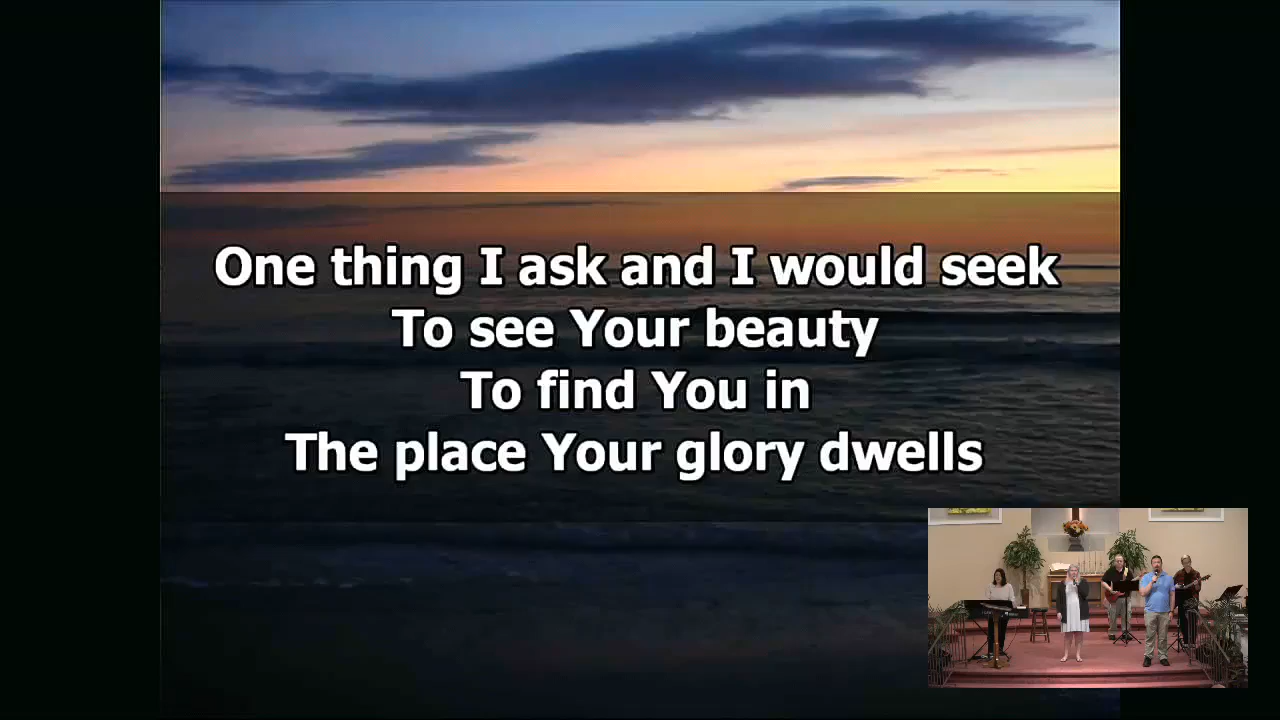 One thing I ask and I would seek
To see Your beauty
To find You in
The place Your glory dwells